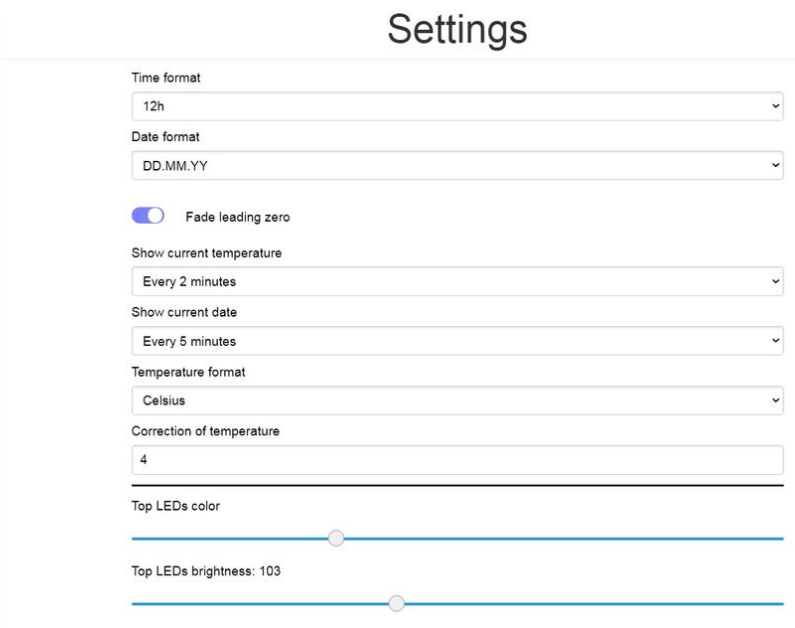 Settings
Time format
12h
Date format
DD.MM.YY
Fade leading zero
Show current temperature
Every 2 minutes
Show current date
Every 5 minutes
Temperature format
Celsius
Correction of temperature
4
Top LEDs color
Top LEDs brightness: 103